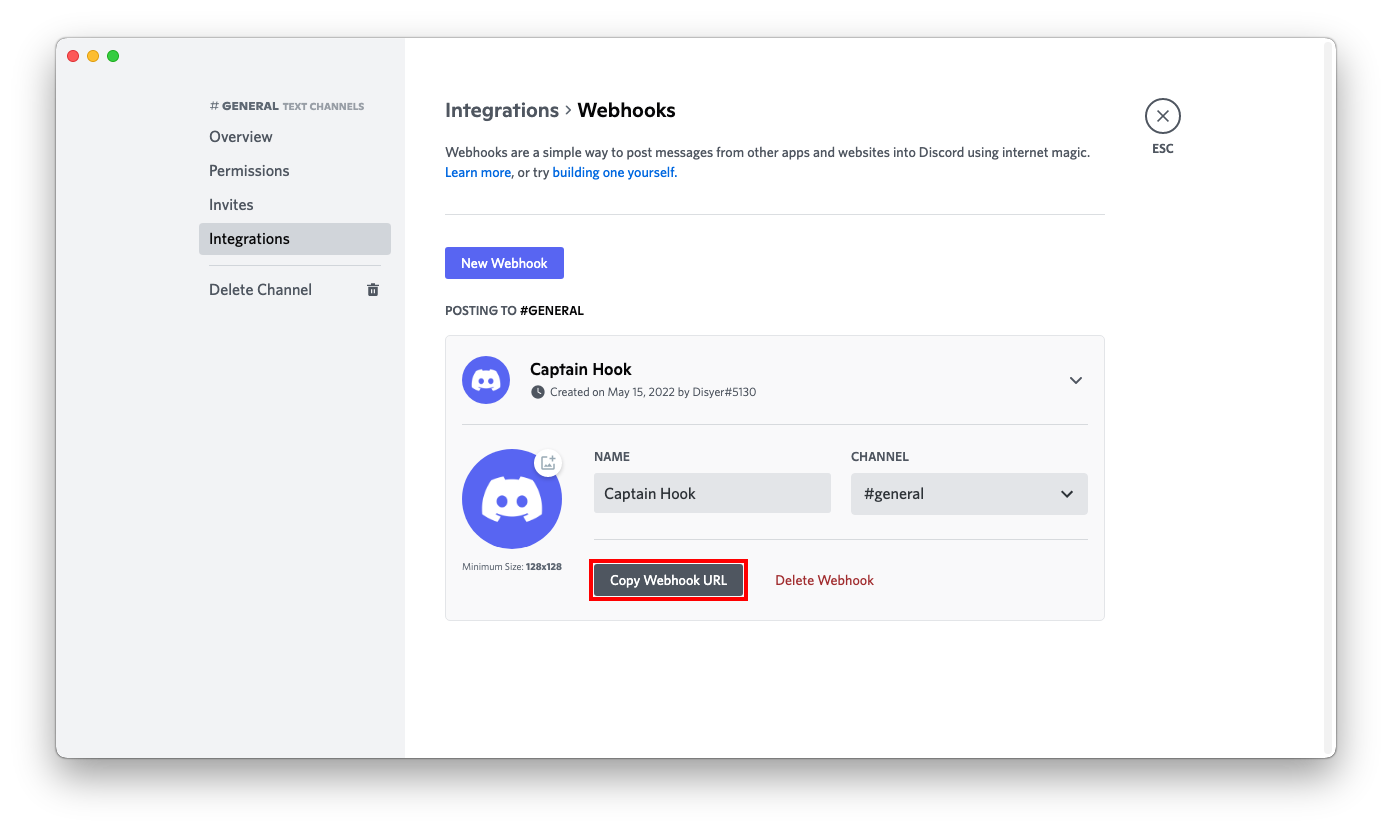 # GENERAL TEXT CHANNELS
Overview
Permissions
Invites
Integrations
Delete Channel
Integrations › Webhooks
Webhooks are a simple way to post messages from other apps and websites into Discord using internet magic.
Learn more, or try building one yourself.
ESC
New Webhook
POSTING TO #GENERAL
Captain Hook
Created on May 15, 2022 by Disyer#5130
NAME
CHANNEL
Captain Hook
#general
Minimum Size: 128x128
Copy Webhook URL
Delete Webhook